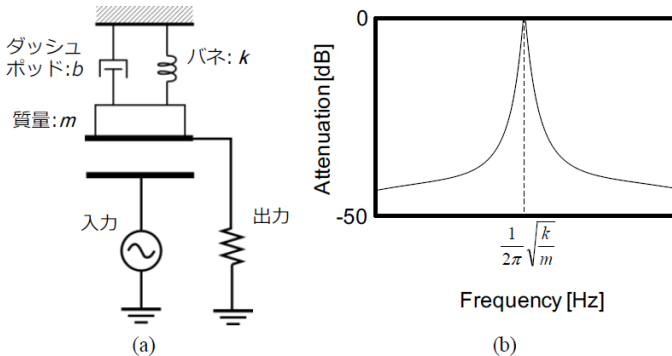 ダッシュ
ポッド:b
バネ: k
質量: m
入力
出力
(a)
0
Attenuation [dB]
-50
1/2π √k/m
Frequency [Hz]
(b)